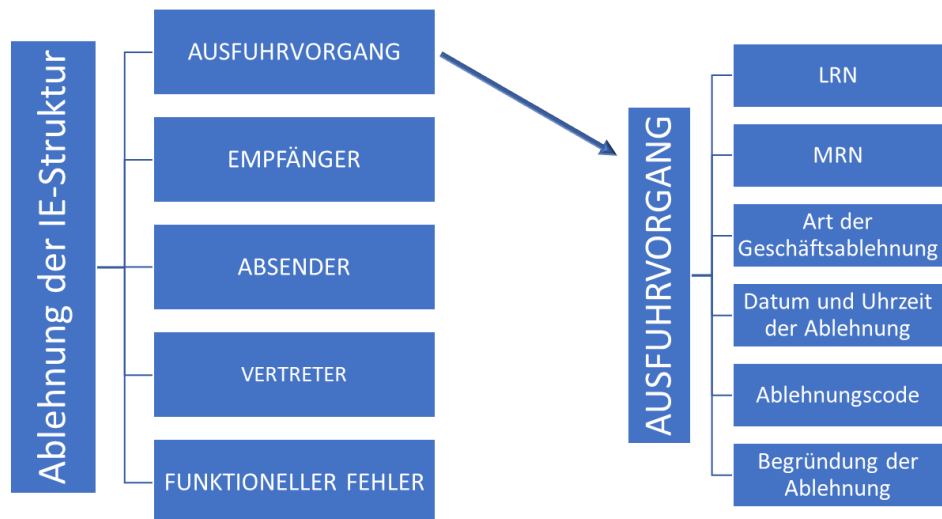 Ablehnung der IE-Struktur
AUSFUHRVORGANG
EMPFÄNGER
ABSENDER
VERTRETER
FUNKTIONELLER FEHLER
AUSFUHRVORGANG
LRN
MRN
Art der
Geschäftsablehnung
Datum und Uhrzeit
der Ablehnung
Ablehnungscode
Begründung der
Ablehnung